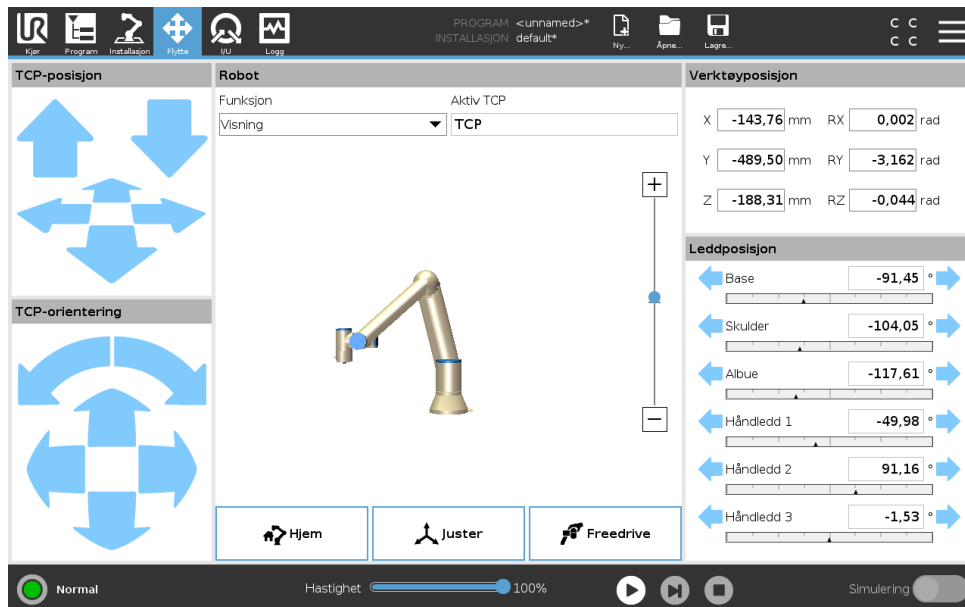 PROGRAM <unnamed>*
INSTALLASJON default*
Kjør Program Installasjon Flytte I/U Logg Ny... Åpne... Lagre...
C C
C C
TCP-posisjon
Robot
Verktøyposisjon
Funksjon Aktiv TCP
Visning TCP
X -143,76 mm RX 0,002 rad
Y -489,50 mm RY -3,162 rad
Z -188,31 mm RZ -0,044 rad
Leddposisjon
Base -91,45 °
Skulder -104,05 °
Albue -117,61 °
Håndledd 1 -49,98 °
Håndledd 2 91,16 °
Håndledd 3 -1,53 °
TCP-orientering
Hjem Juster Freedrive
Normal Hastighet 100% Simulering